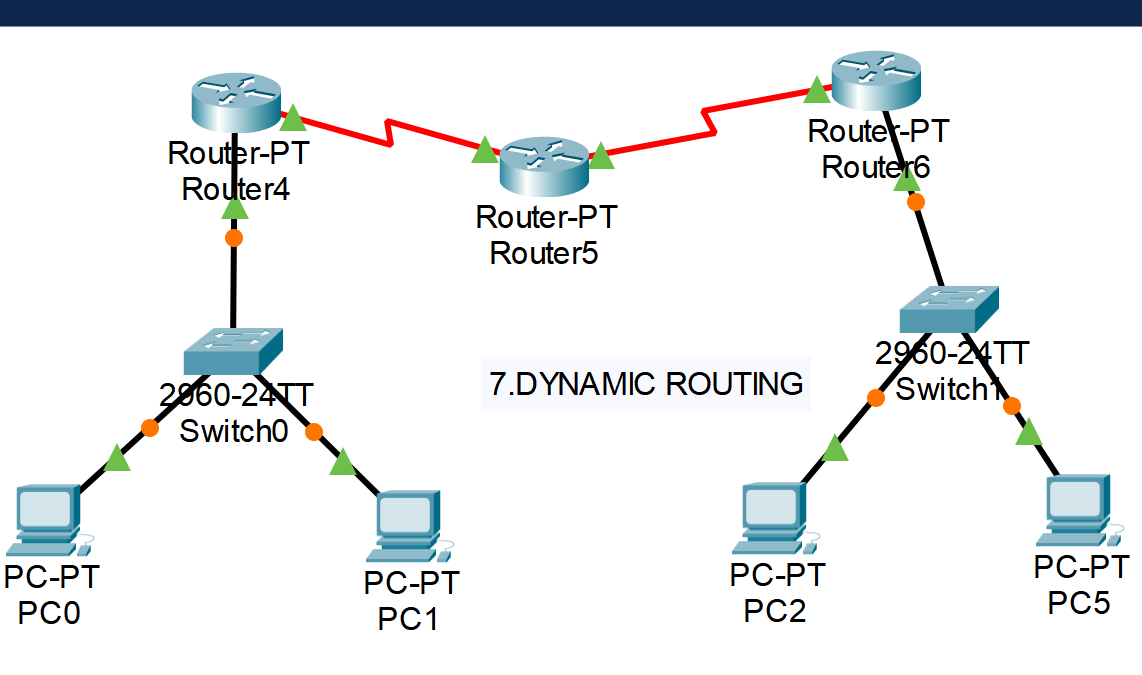 Router-PT
Router4
Router-PT
Router5
Router-PT
Router6
2960-24TT
Switch0
7.DYNAMIC ROUTING
2960-24TT
Switch1
PC-PT
PC0
PC-PT
PC1
PC-PT
PC2
PC-PT
PC5